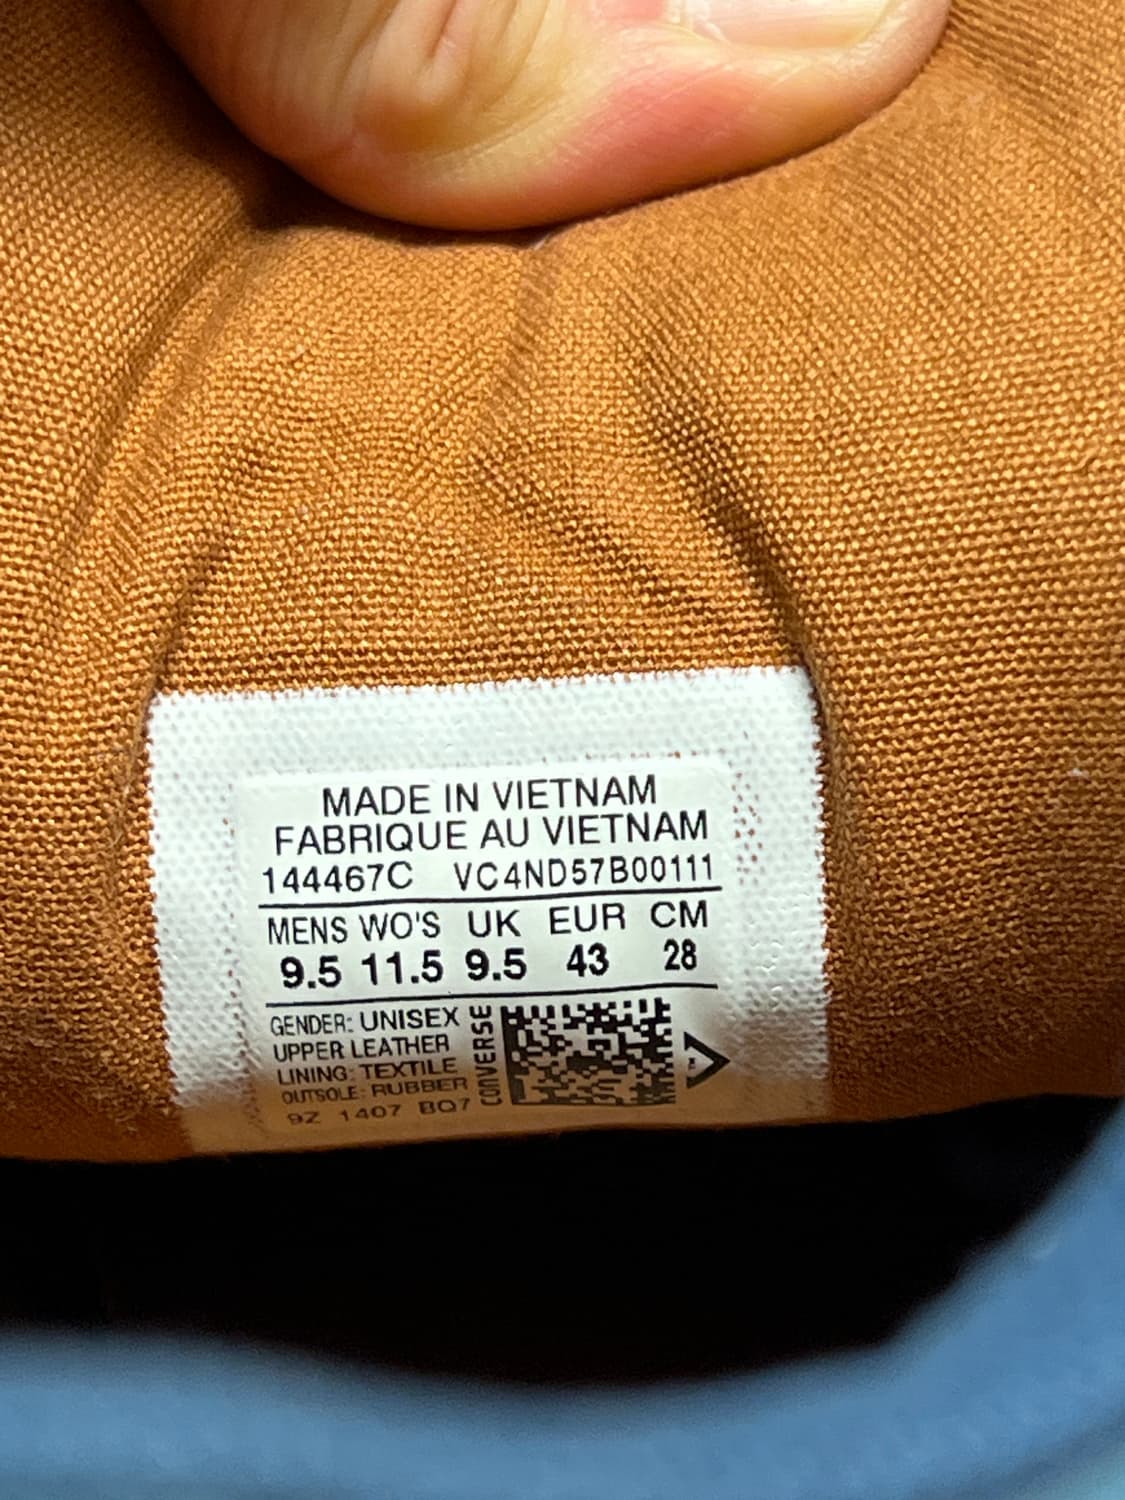 MADE IN VIETNAM
FABRIQUE AU VIETNAM
144467C VC4ND57B00111
MENS WO'S UK EUR CM
9.5 11.5 9.5 43 28
GENDER: UNISEX
UPPER LEATHER
LINING: TEXTILE
OUTSOLE: RUBBER
9Z 1407 BQ7
CONVERSE